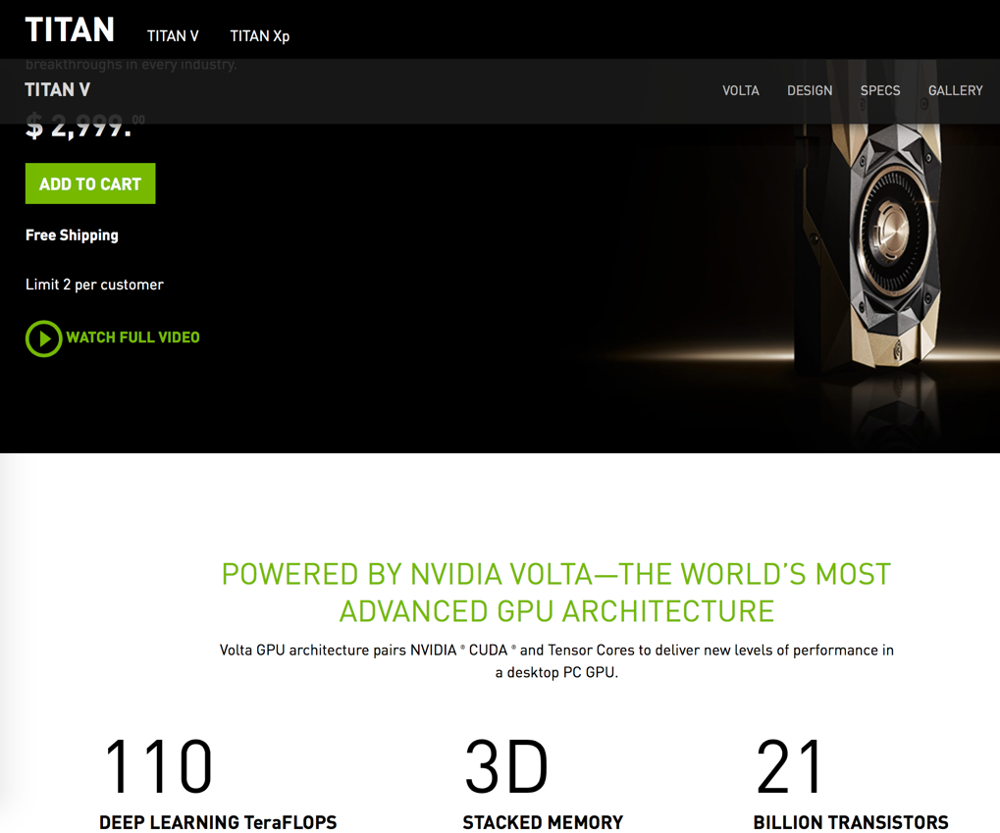 TITAN TITAN V TITAN Xp
breakthroughs in every industry.
TITAN V VOLTA DESIGN SPECS GALLERY
$ 2,999.00
ADD TO CART
Free Shipping
Limit 2 per customer
WATCH FULL VIDEO
POWERED BY NVIDIA VOLTA—THE WORLD’S MOST
ADVANCED GPU ARCHITECTURE
Volta GPU architecture pairs NVIDIA ® CUDA ® and Tensor Cores to deliver new levels of performance in
a desktop PC GPU.
110 3D 21
DEEP LEARNING TeraFLOPS STACKED MEMORY BILLION TRANSISTORS